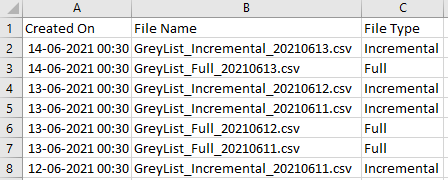 A B C
1 Created On File Name File Type
2 14-06-2021 00:30 GreyList_Incremental_20210613.csv Incremental
3 14-06-2021 00:30 GreyList_Full_20210613.csv Full
4 13-06-2021 00:30 GreyList_Incremental_20210612.csv Incremental
5 13-06-2021 00:30 GreyList_Incremental_20210611.csv Incremental
6 13-06-2021 00:30 GreyList_Full_20210612.csv Full
7 13-06-2021 00:30 GreyList_Full_20210611.csv Full
8 12-06-2021 00:30 GreyList_Incremental_20210611.csv Incremental